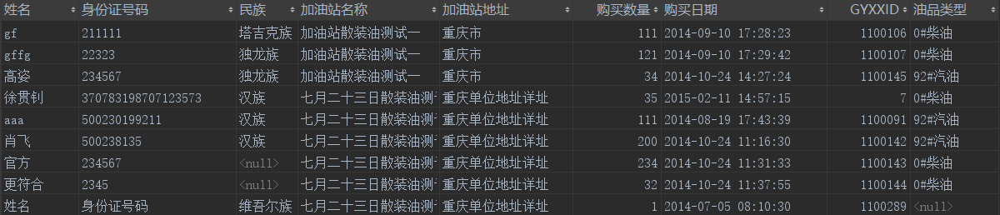 姓名 身份证号码 民族 加油站名称 加油站地址 购买数量 购买日期 GYXXID 油品类型
gf 211111 塔吉克族 加油站散装油测试一 重庆市 111 2014-09-10 17:28:23 1100106 0#柴油
gffg 22323 独龙族 加油站散装油测试一 重庆市 121 2014-09-10 17:29:42 1100107 0#柴油
高姿 234567 独龙族 加油站散装油测试一 重庆市 34 2014-10-24 14:27:24 1100145 92#汽油
徐贯钊 370783198707123573 汉族 七月二十三日散装油测 重庆单位地址详址 35 2015-02-11 14:57:15 7 0#柴油
aaa 500230199211 汉族 七月二十三日散装油测 重庆单位地址详址 111 2014-08-19 17:43:39 1100091 92#汽油
肖飞 500238135 汉族 七月二十三日散装油测 重庆单位地址详址 200 2014-10-24 11:16:30 1100142 92#汽油
官方 234567 <null> 七月二十三日散装油测 重庆单位地址详址 234 2014-10-24 11:31:33 1100143 0#柴油
更符合 2345 <null> 七月二十三日散装油测 重庆单位地址详址 32 2014-10-24 11:37:55 1100144 0#柴油
姓名 身份证号码 维吾尔族 七月二十三日散装油测 重庆单位地址详址 1 2014-07-05 08:10:30 1100289 <null>